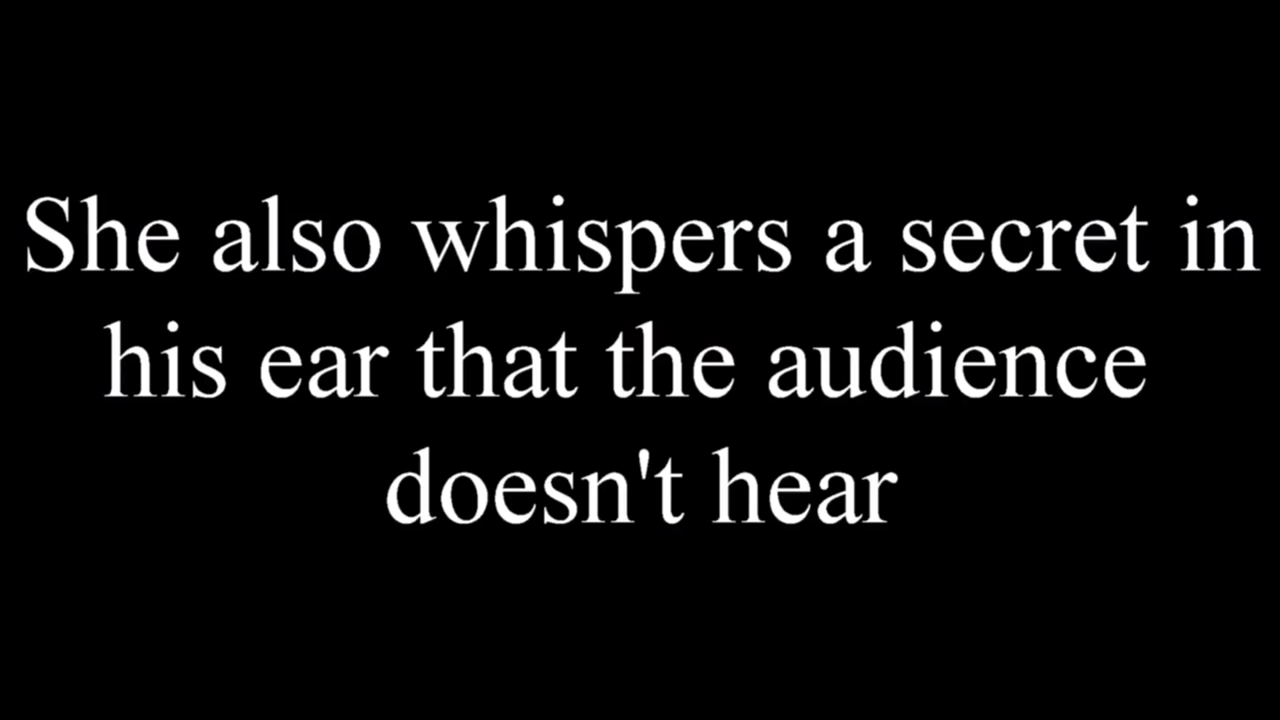 She also whispers a secret in
his ear that the audience
doesn't hear